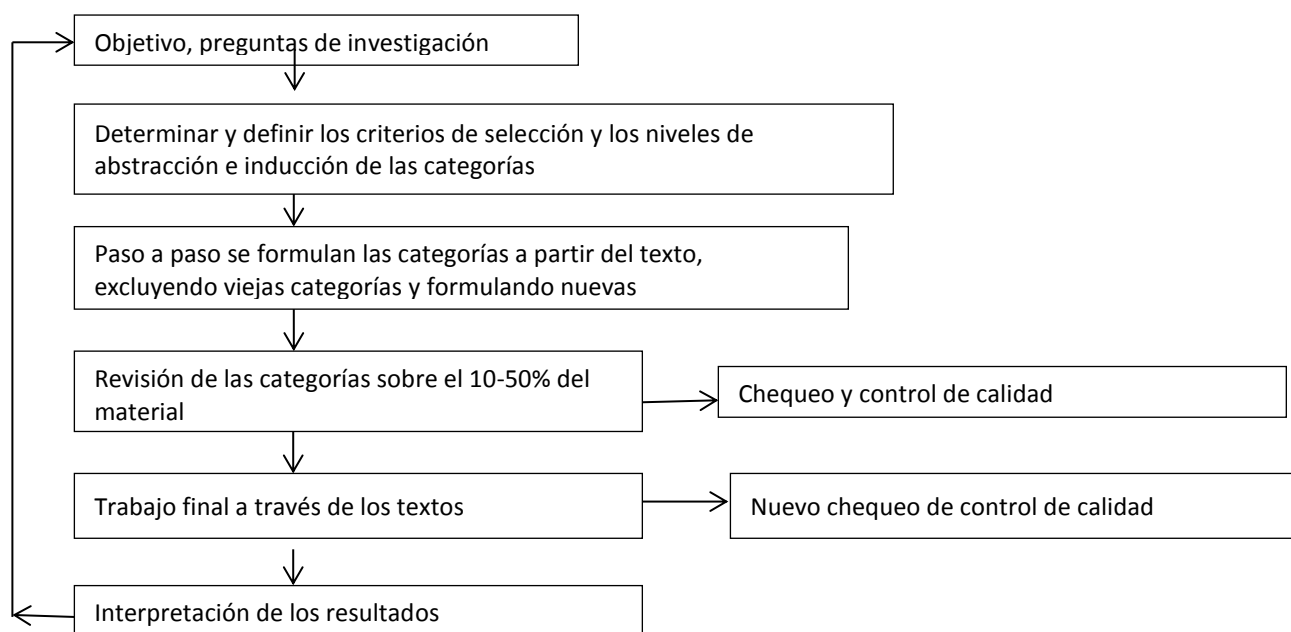 Objetivo, preguntas de investigación
Determinar y definir los criterios de selección y los niveles de
abstracción e inducción de las categorías
Paso a paso se formulan las categorías a partir del texto,
excluyendo viejas categorías y formulando nuevas
Revisión de las categorías sobre el 10-50% del
material
Chequeo y control de calidad
Trabajo final a través de los textos
Nuevo chequeo de control de calidad
Interpretación de los resultados